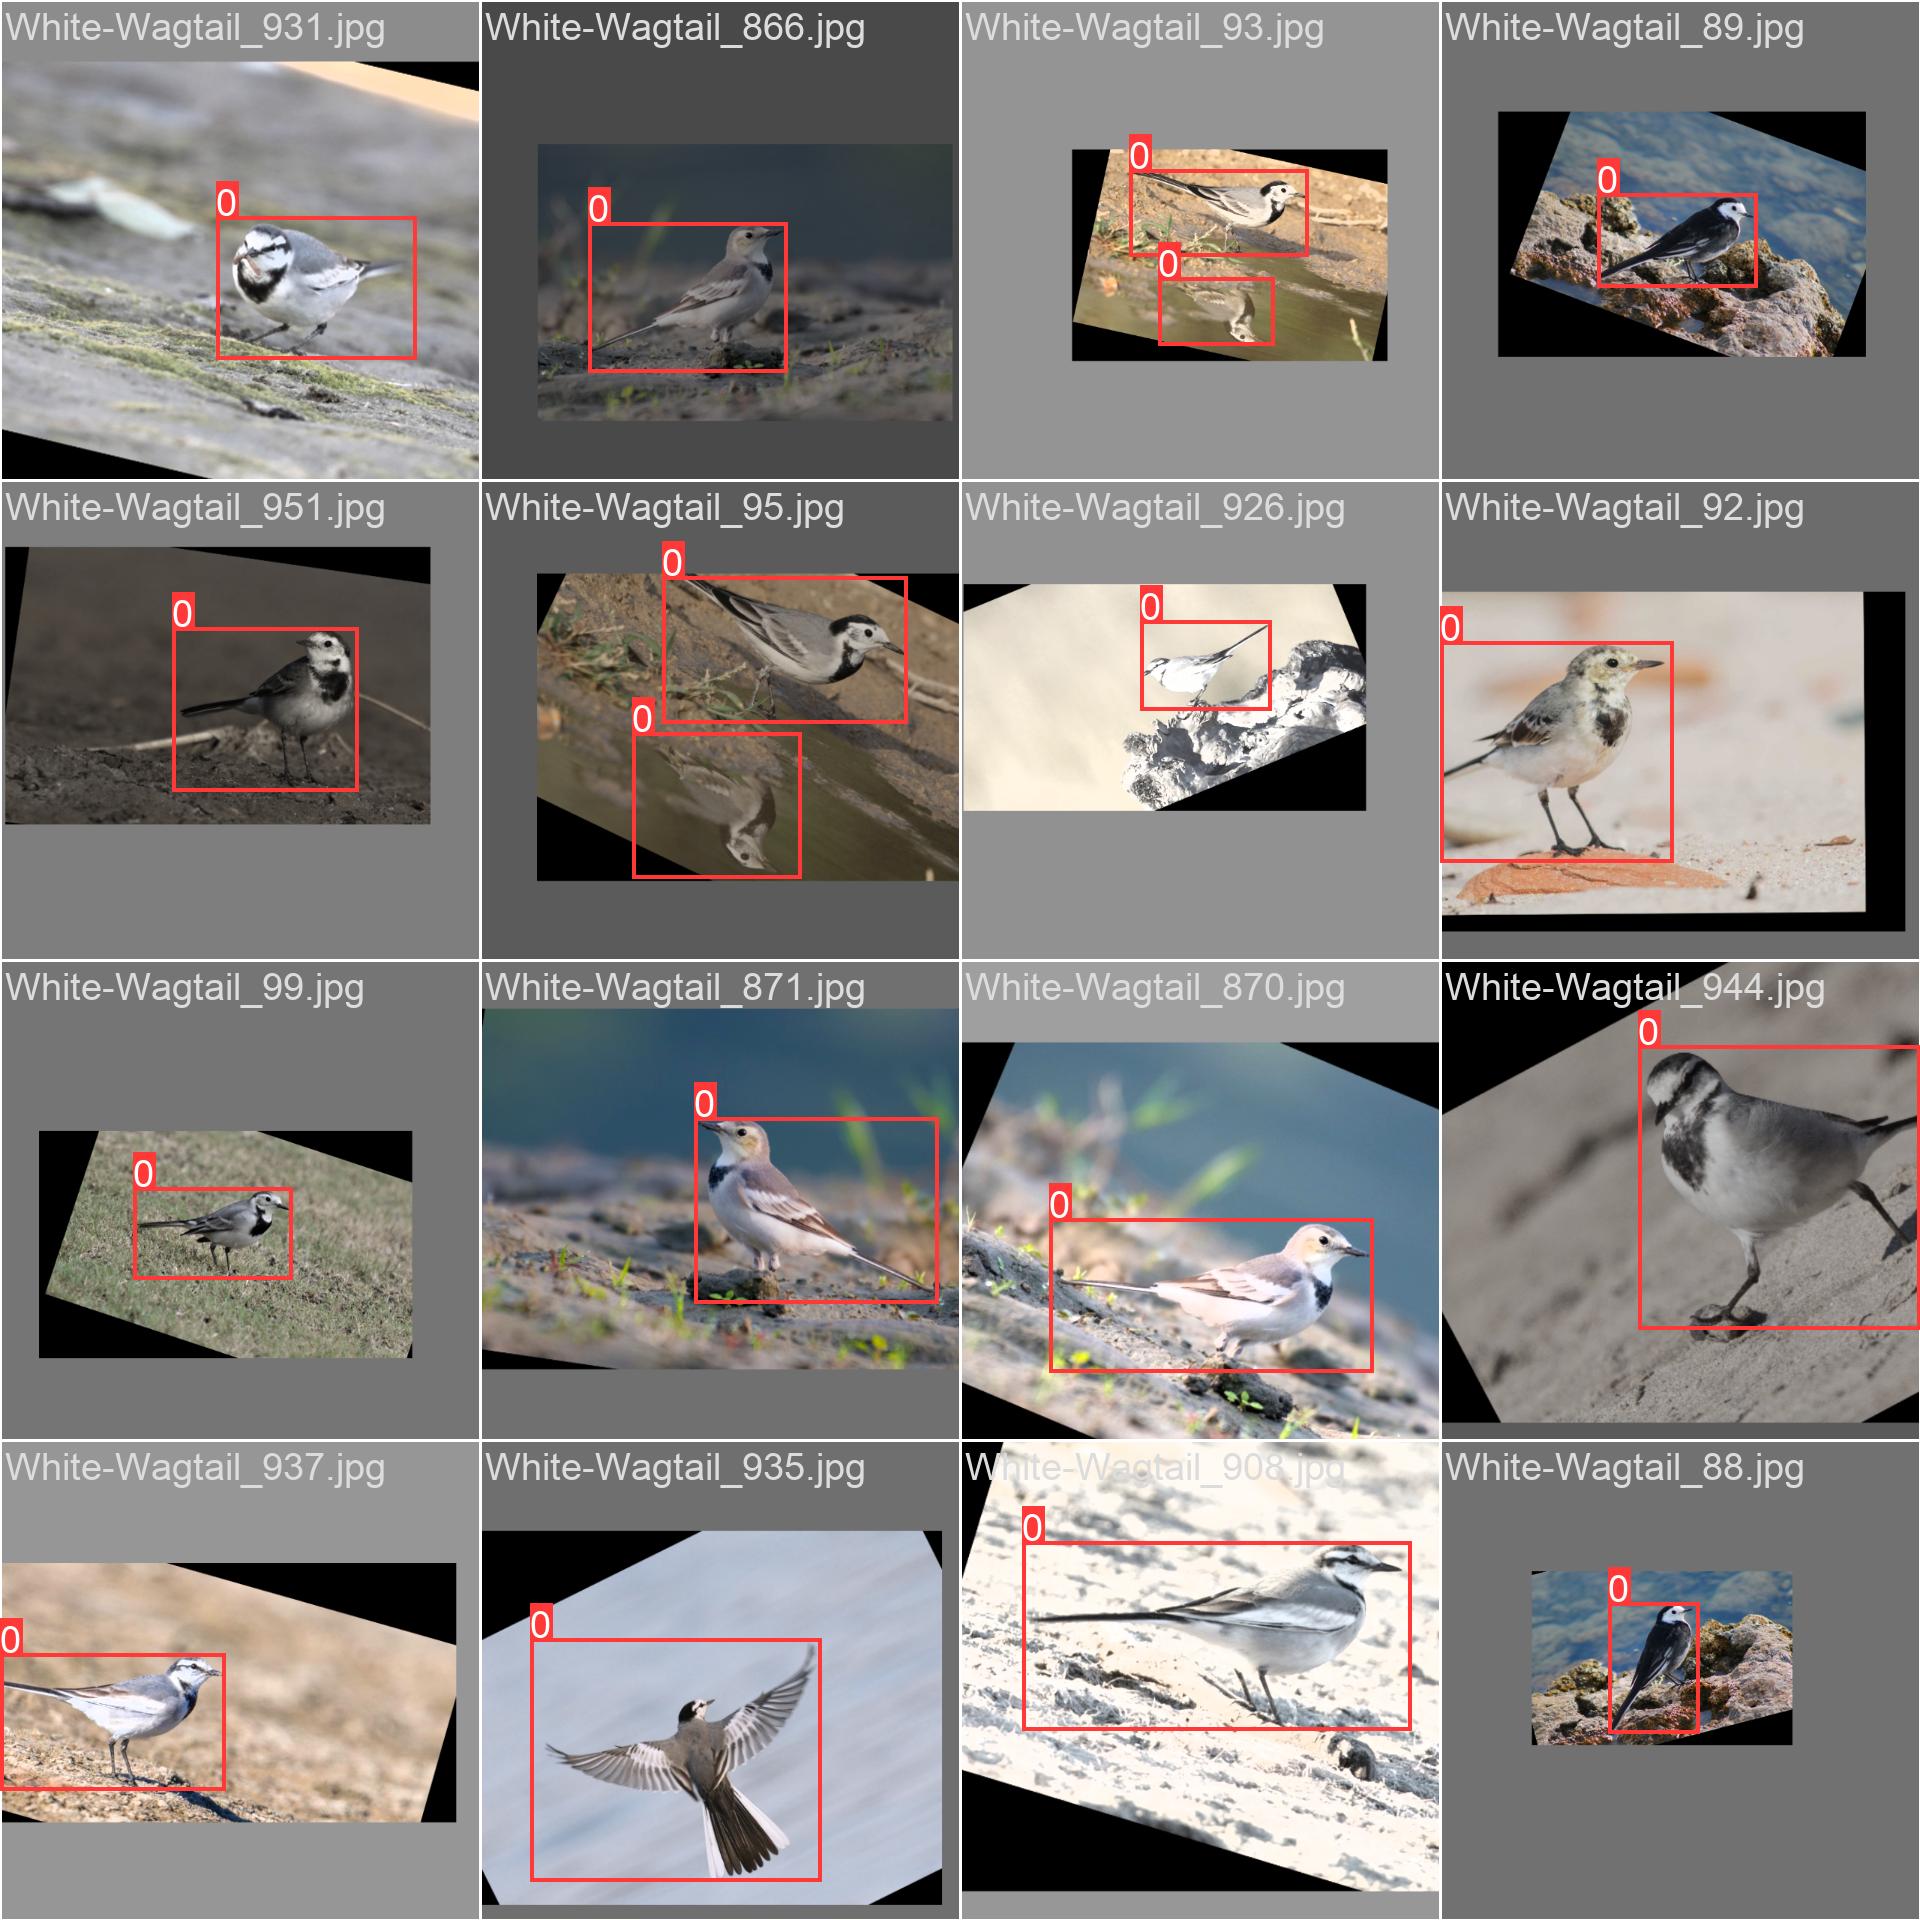 White-Wagtail_931.jpg
0
White-Wagtail_866.jpg
0
White-Wagtail_93.jpg
0
0
White-Wagtail_89.jpg
0
White-Wagtail_951.jpg
0
White-Wagtail_95.jpg
0
0
White-Wagtail_926.jpg
0
White-Wagtail_92.jpg
0
White-Wagtail_99.jpg
0
White-Wagtail_871.jpg
0
White-Wagtail_870.jpg
0
White-Wagtail_944.jpg
0
White-Wagtail_937.jpg
0
White-Wagtail_935.jpg
0
White-Wagtail_908.jpg
0
White-Wagtail_88.jpg
0